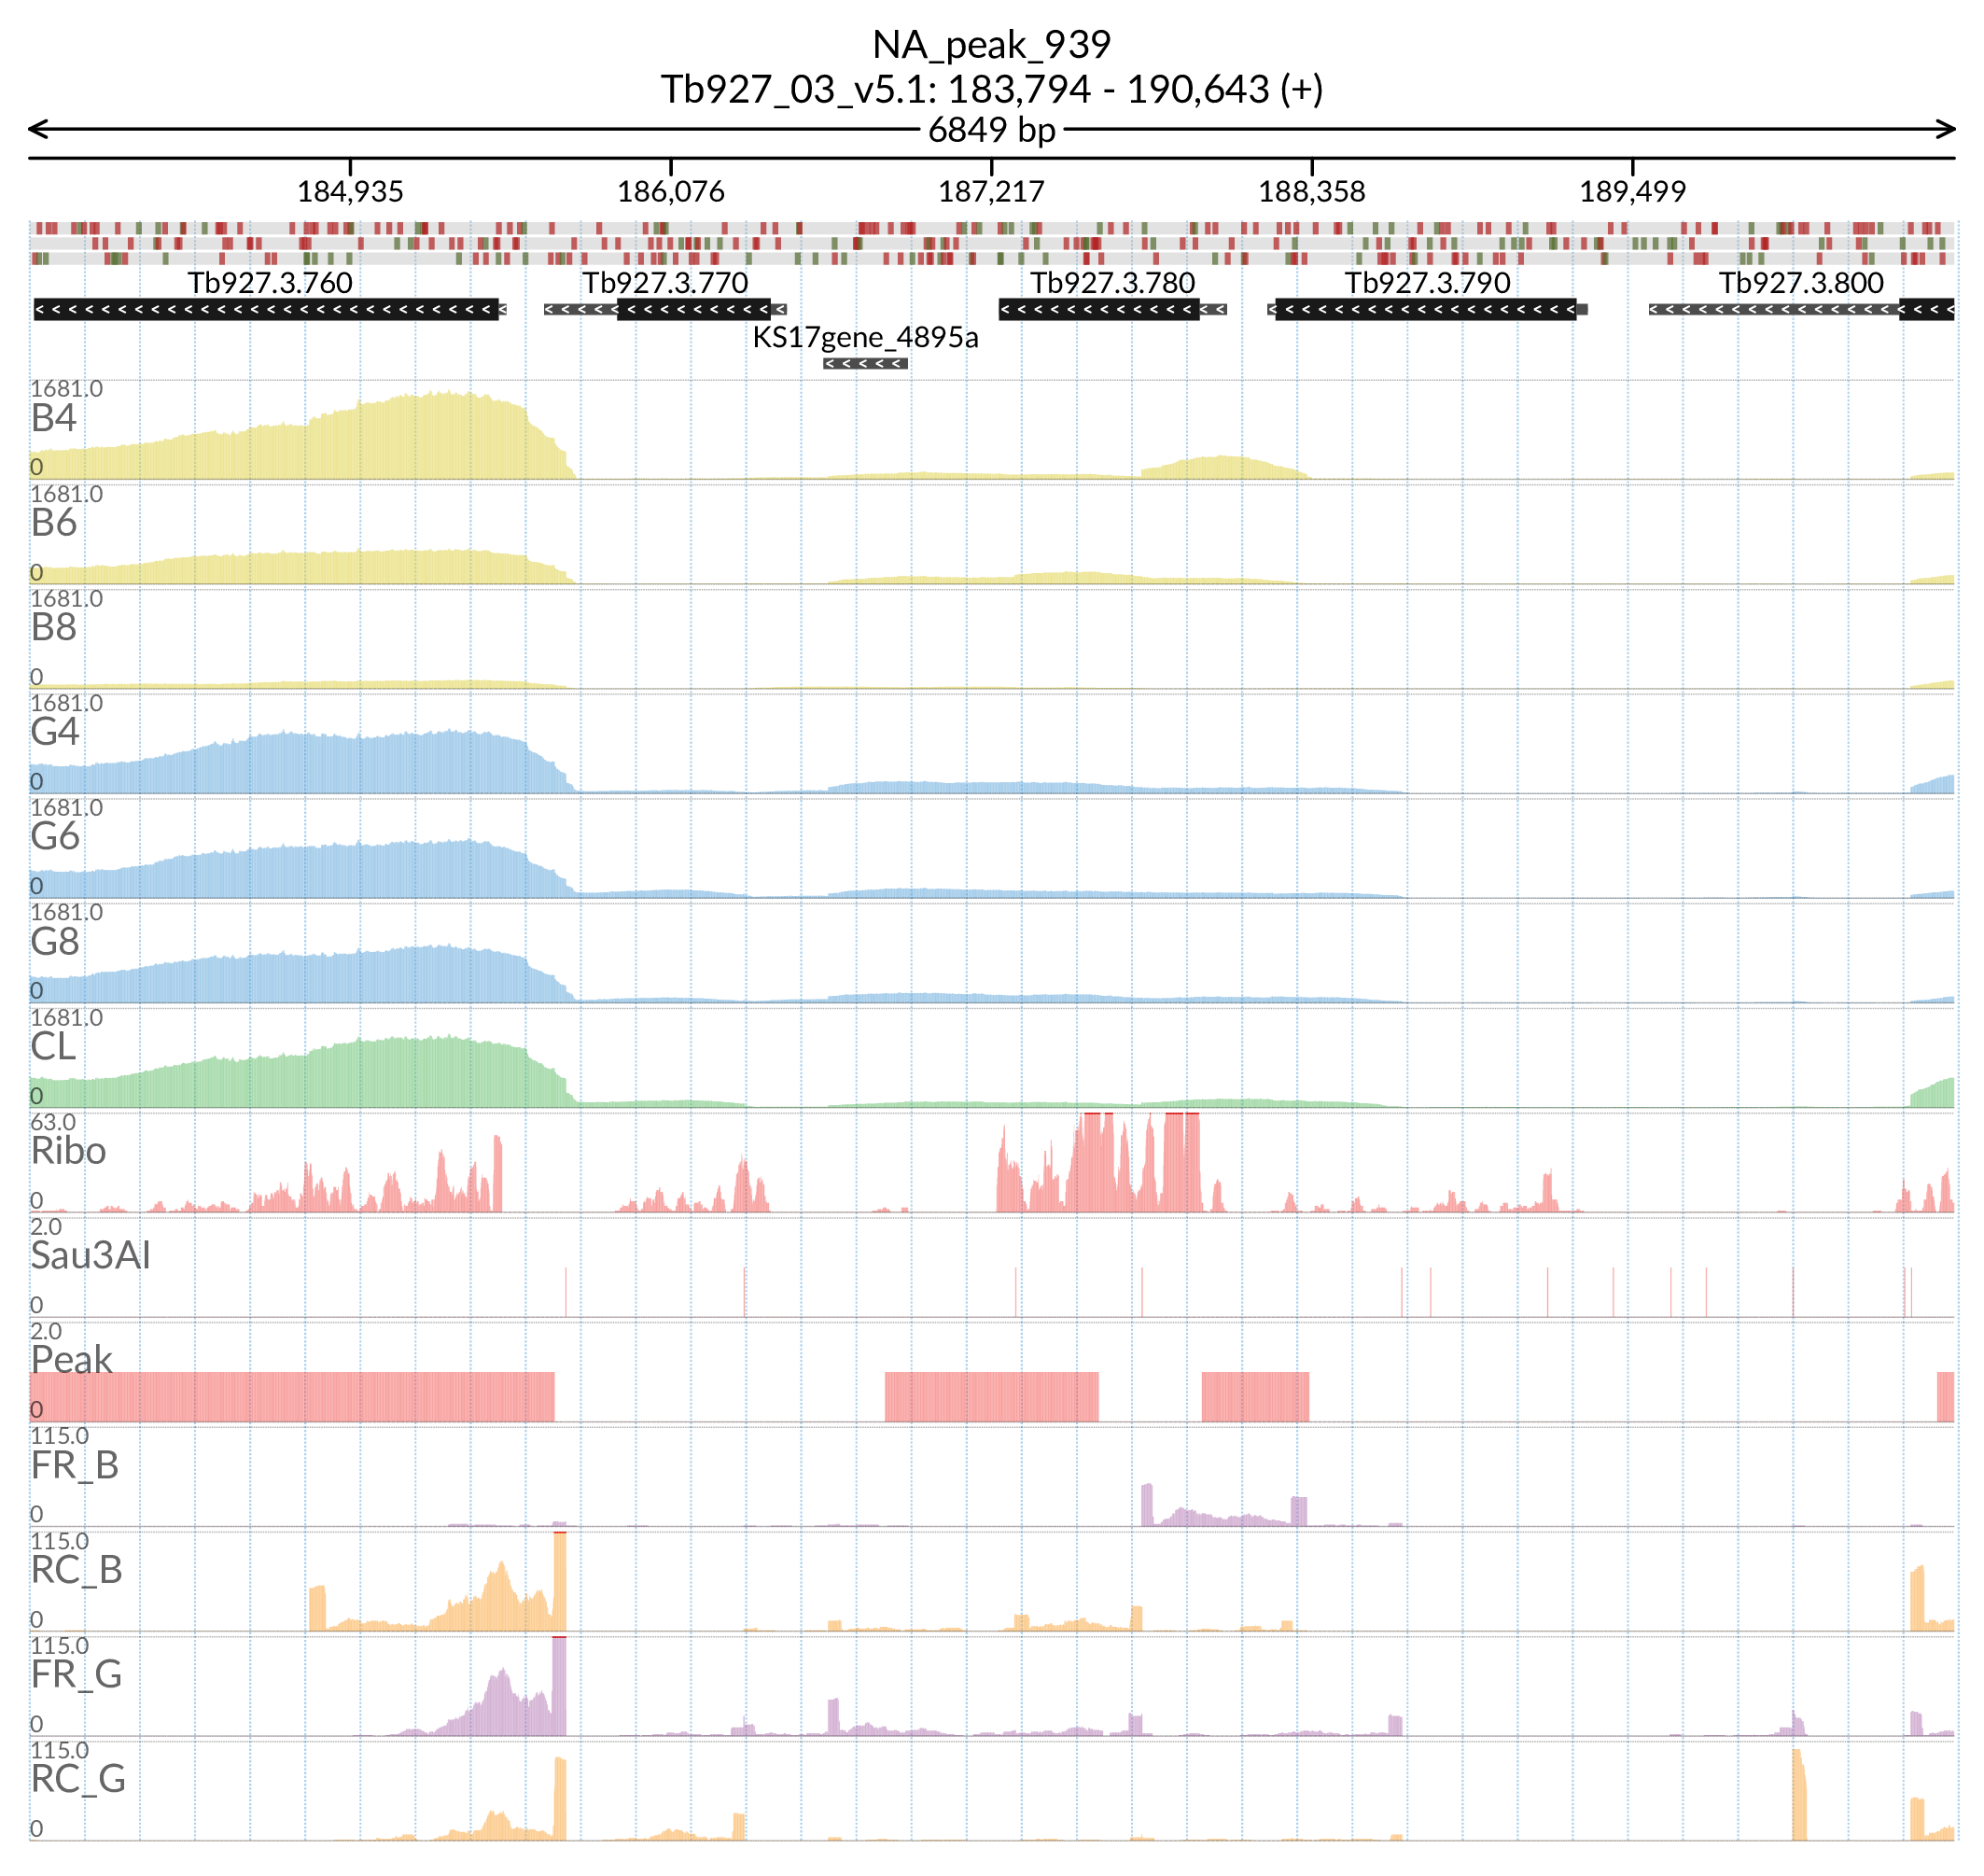 NA_peak_939
Tb927_03_v5.1: 183,794 - 190,643 (+)
6849 bp
184,935 186,076 187,217 188,358 189,499
Tb927.3.760 Tb927.3.770 Tb927.3.780 Tb927.3.790 Tb927.3.800
KS17gene_4895a
1681.0
B4
0
1681.0
B6
0
1681.0
B8
0
1681.0
G4
0
1681.0
G6
0
1681.0
G8
0
1681.0
CL
0
63.0
Ribo
0
2.0
Sau3AI
0
2.0
Peak
0
115.0
FR_B
0
115.0
RC_B
0
115.0
FR_G
0
115.0
RC_G
0